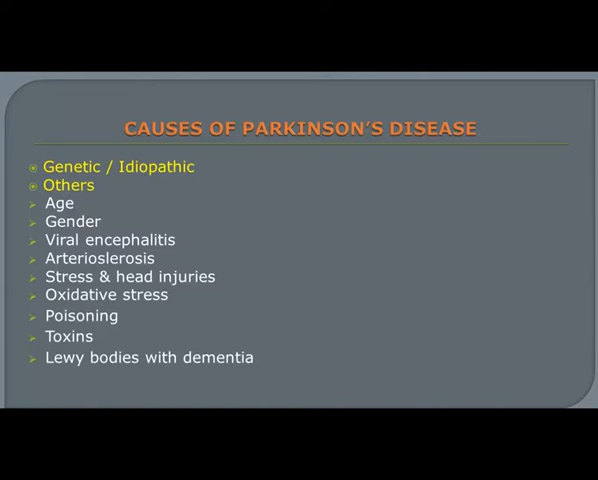 CAUSES OF PARKINSON'S DISEASE
Genetic / Idiopathic
Others
Age
Gender
Viral encephalitis
Arterioslerosis
Stress & head injuries
Oxidative stress
Poisoning
Toxins
Lewy bodies with dementia